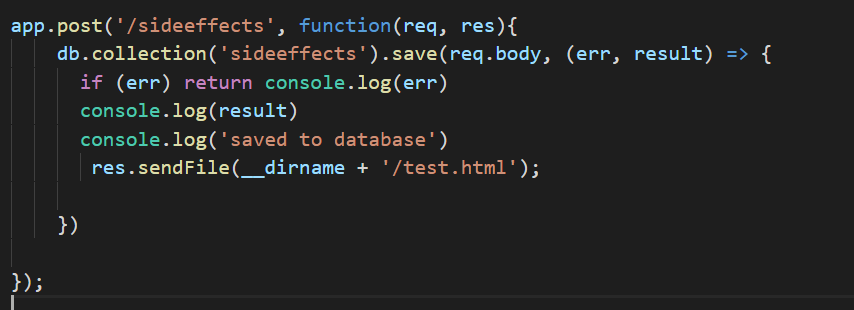 app.post('/sideeffects', function(req, res){
db.collection('sideeffects').save(req.body, (err, result) => {
if (err) return console.log(err)
console.log(result)
console.log('saved to database')
res.sendFile(__dirname + '/test.html');
})
});